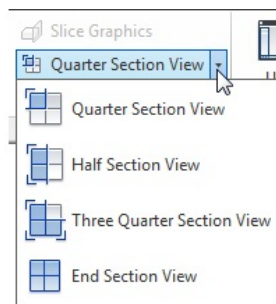 Slice Graphics
Quarter Section View
Quarter Section View
Half Section View
Three Quarter Section View
End Section View